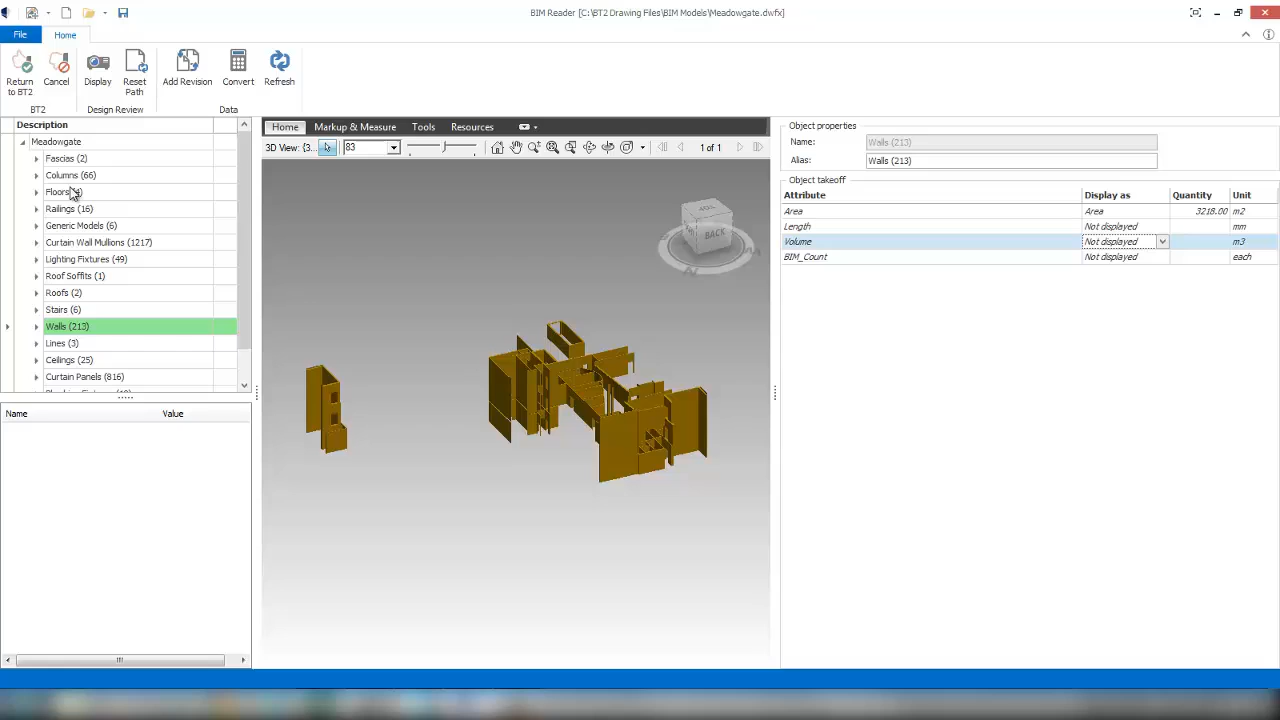 BIM Reader [C:\BT2 Drawing Files\BIM Models\Meadowgate.dwfx]
File Home
Return to BT2 Cancel Display Reset Path Add Revision Convert Refresh
BT2 Design Review Data
Description
Meadowgate
Fascias (2)
Columns (66)
Floors
Railings (16)
Generic Models (6)
Curtain Wall Mullions (1217)
Lighting Fixtures (49)
Roof Soffits (1)
Roofs (2)
Stairs (6)
Walls (213)
Lines (3)
Ceilings (25)
Curtain Panels (816)
Name Value
Home Markup & Measure Tools Resources
3D View: {3... 83 1 of 1
BACK
Object properties
Name: Walls (213)
Alias: Walls (213)
Object takeoff
Attribute Display as Quantity Unit
Area Area 3218.00 m2
Length Not displayed mm
Volume Not displayed m3
BIM_Count Not displayed each